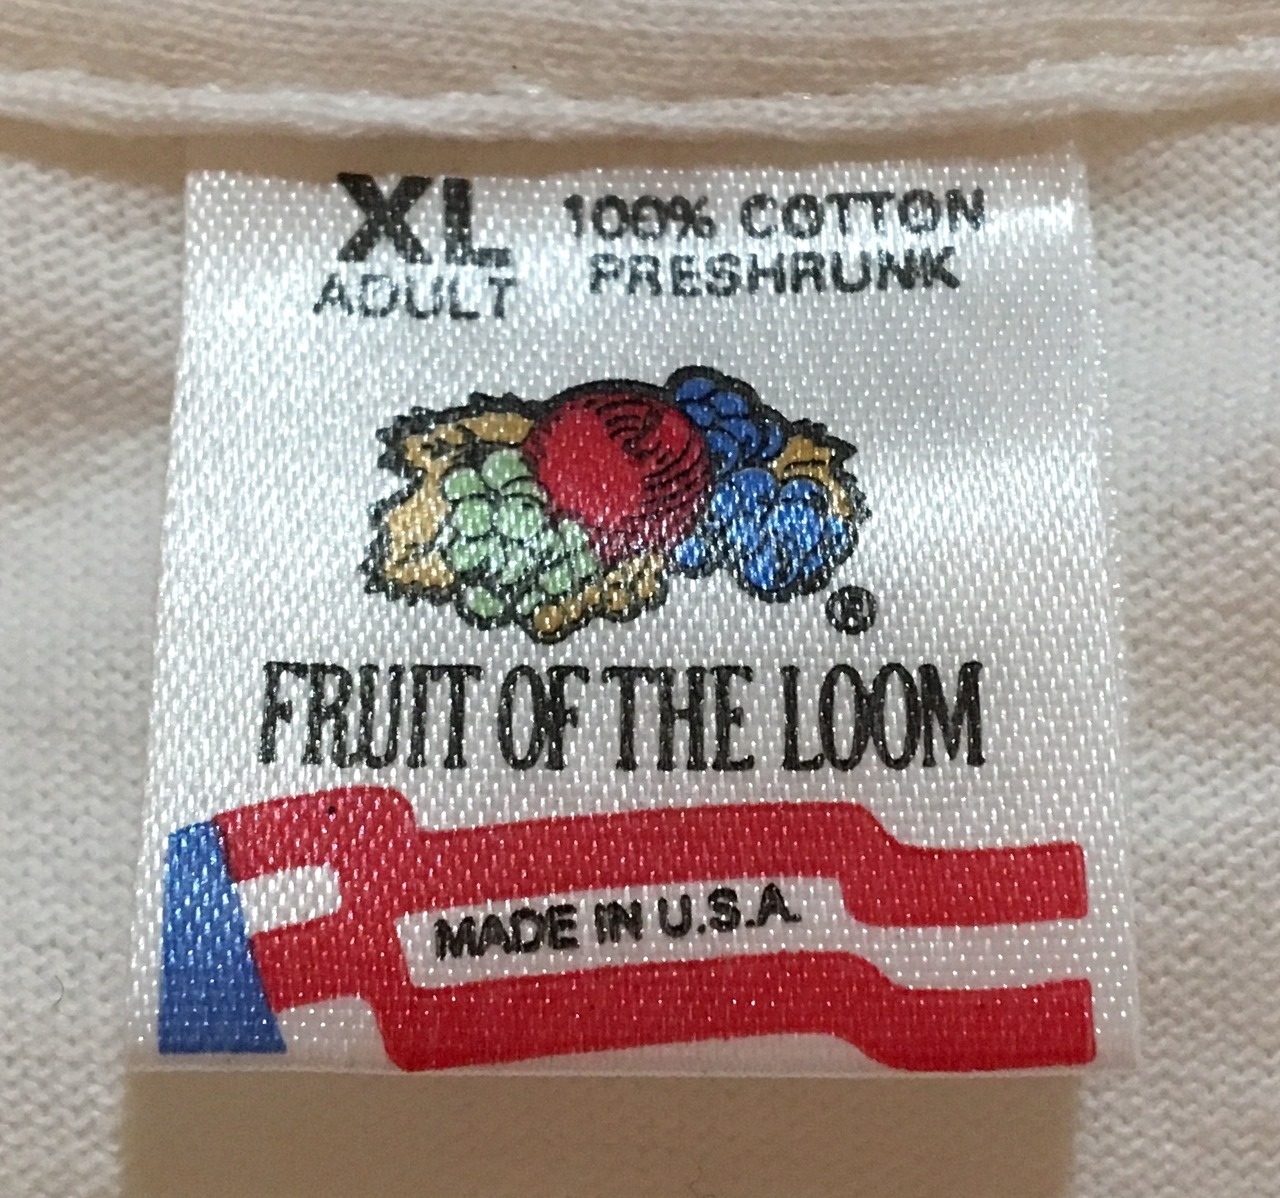 XL
ADULT
100% COTTON
PRESHRUNK
®
FRUIT OF THE LOOM
MADE IN U.S.A.